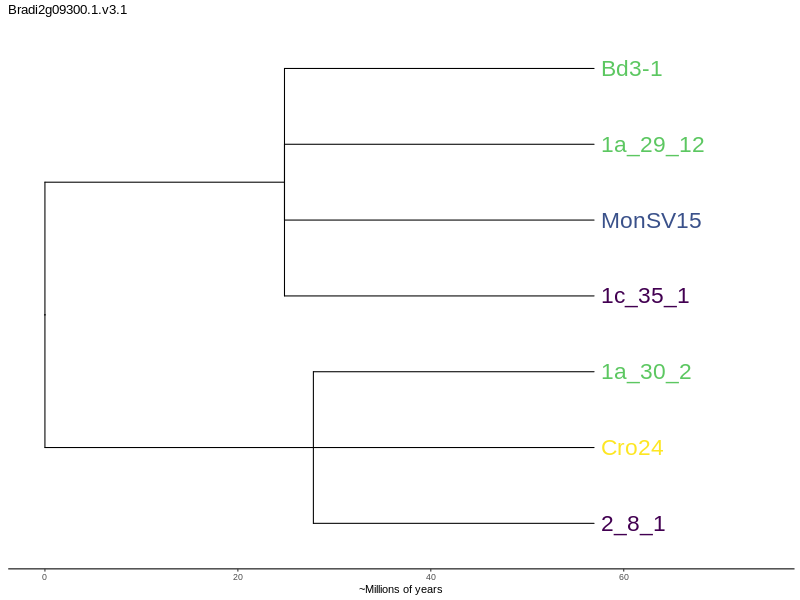 Bradi2g09300.1.v3.1
Bd3-1
1a_29_12
MonSV15
1c_35_1
1a_30_2
Cro24
2_8_1
0 20 40 60
~Millions of years